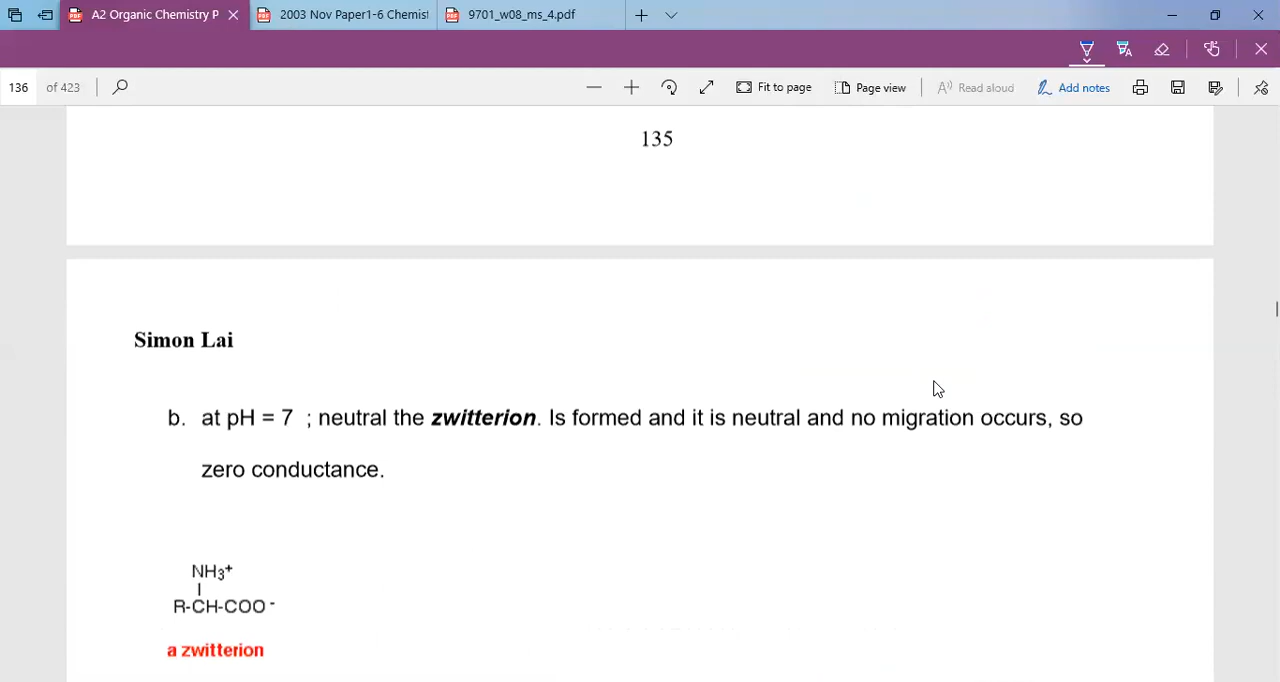 A2 Organic Chemistry P
2003 Nov Paper1-6 Chemist
9701_w08_ms_4.pdf
136 of 423
Fit to page
Page view
Read aloud
Add notes
135
Simon Lai
b. at pH = 7 ; neutral the zwitterion. Is formed and it is neutral and no migration occurs, so
zero conductance.
NH3+
R-CH-COO -
a zwitterion